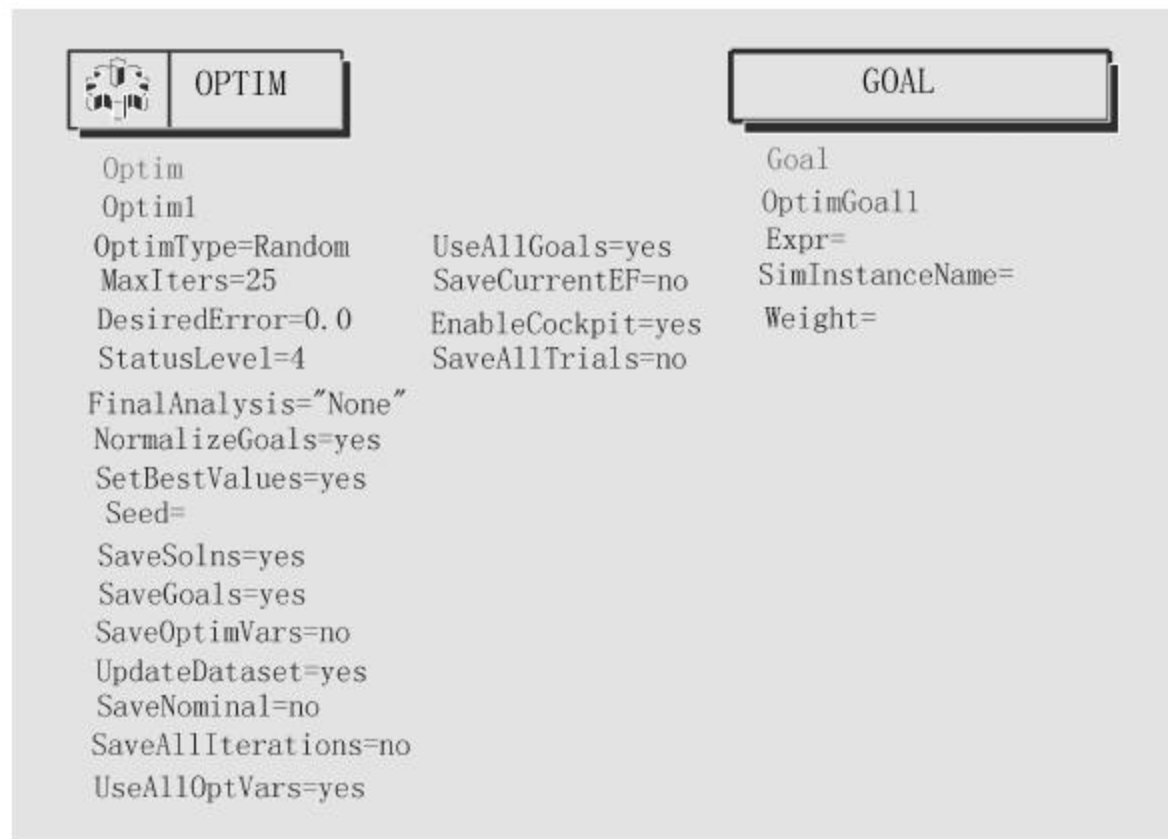 OPTIM
Optim
Optim1
OptimType=Random
MaxIters=25
DesiredError=0.0
StatusLevel=4
FinalAnalysis="None"
NormalizeGoals=yes
SetBestValues=yes
Seed=
SaveSolns=yes
SaveGoals=yes
SaveOptimVars=no
UpdateDataset=yes
SaveNominal=no
SaveAllIterations=no
UseAllOptVars=yes
UseAllGoals=yes
SaveCurrentEF=no
EnableCockpit=yes
SaveAllTrials=no
GOAL
Goal
OptimGoal1
Expr=
SimInstanceName=
Weight=